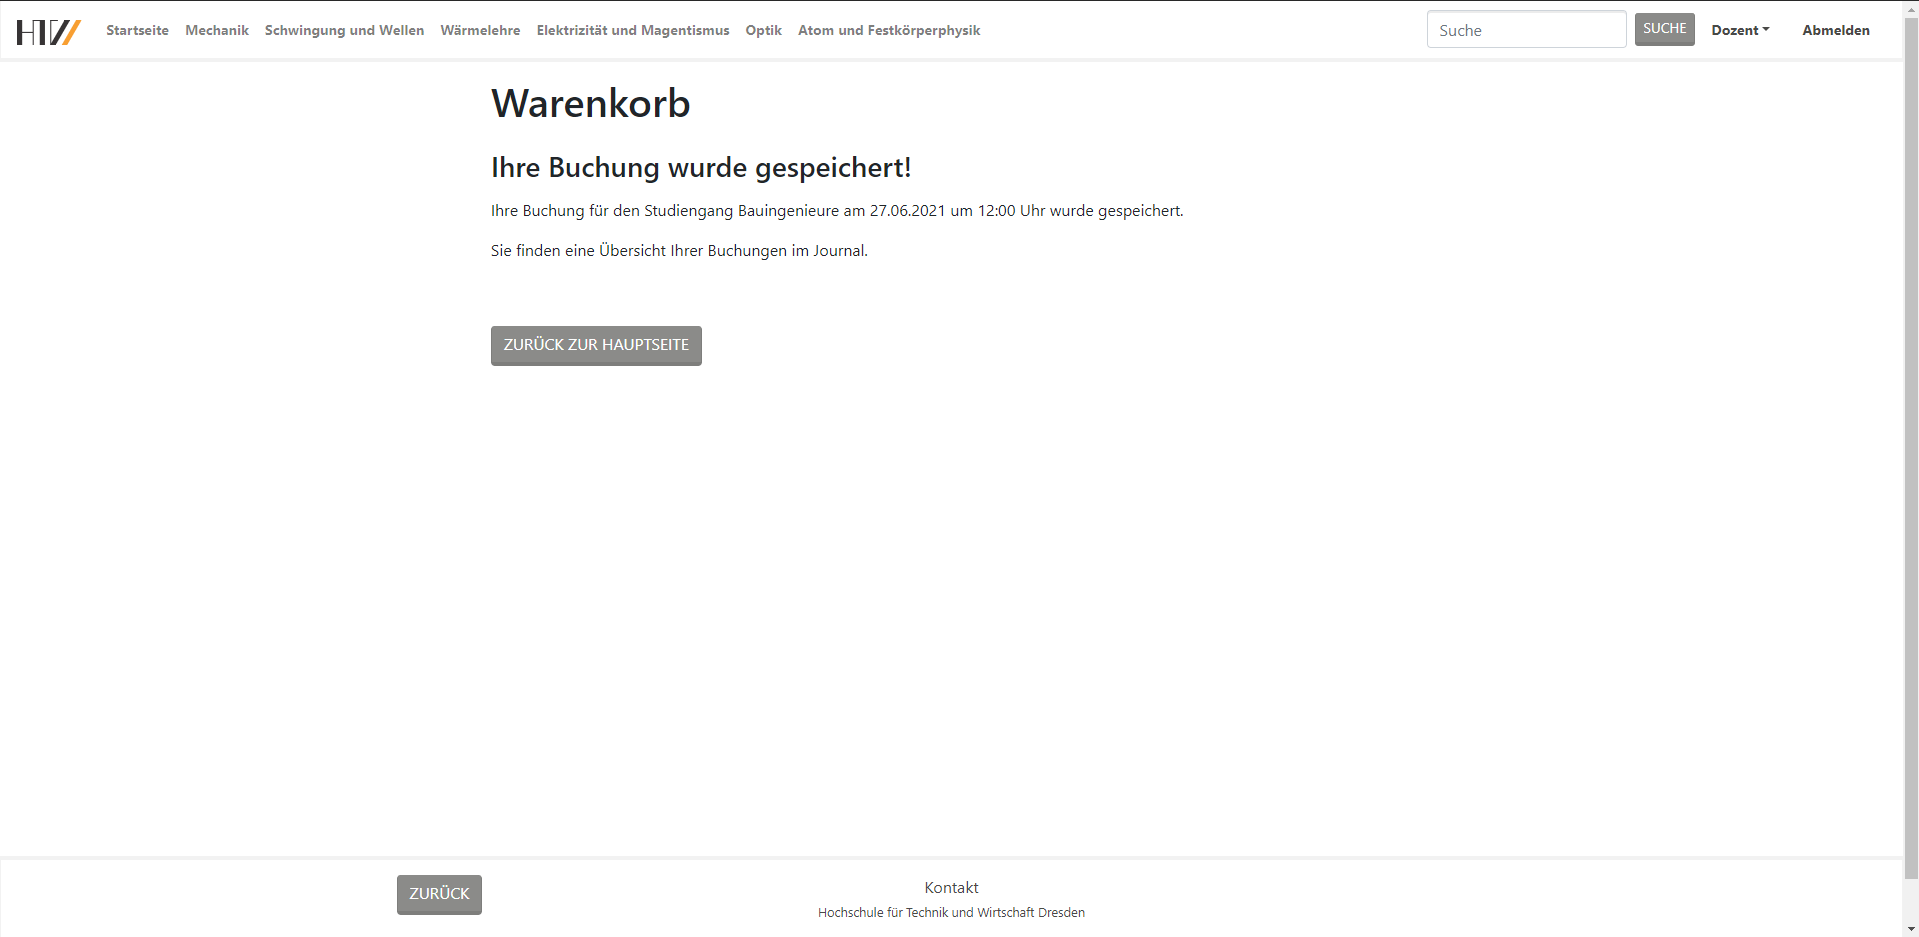 HTW Startseite Mechanik Schwingung und Wellen Wärmelehre Elektrizität und Magentismus Optik Atom und Festkörperphysik Suche SUCHE Dozent Abmelden
Warenkorb
Ihre Buchung wurde gespeichert!
Ihre Buchung für den Studiengang Bauingenieure am 27.06.2021 um 12:00 Uhr wurde gespeichert.
Sie finden eine Übersicht Ihrer Buchungen im Journal.
ZURÜCK ZUR HAUPTSEITE
ZURÜCK
Kontakt
Hochschule für Technik und Wirtschaft Dresden